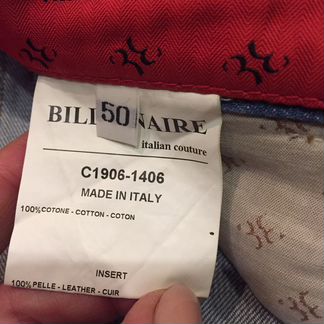 50
BILL NAIRE
italian couture
C1906-1406
MADE IN ITALY
100%COTONE - COTTON - COTON
INSERT
100% PELLE - LEATHER - CUIR